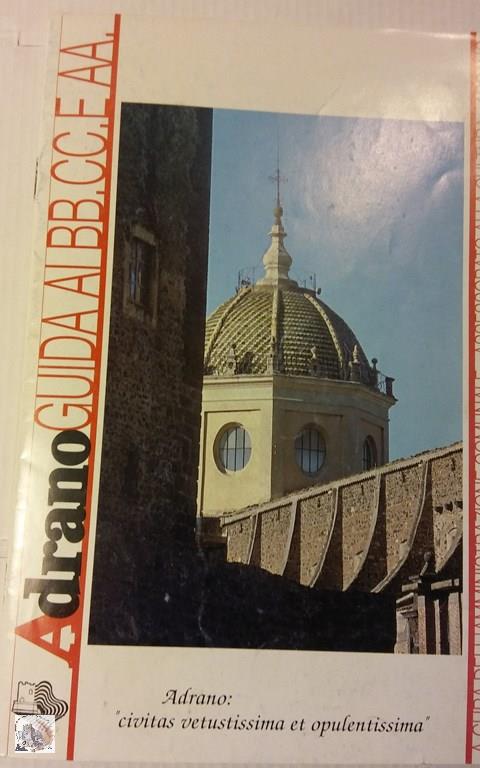 Adrano GUIDA AI BB.CC.E AA.
Adrano:
"civitas vetustissima et opulentissima"